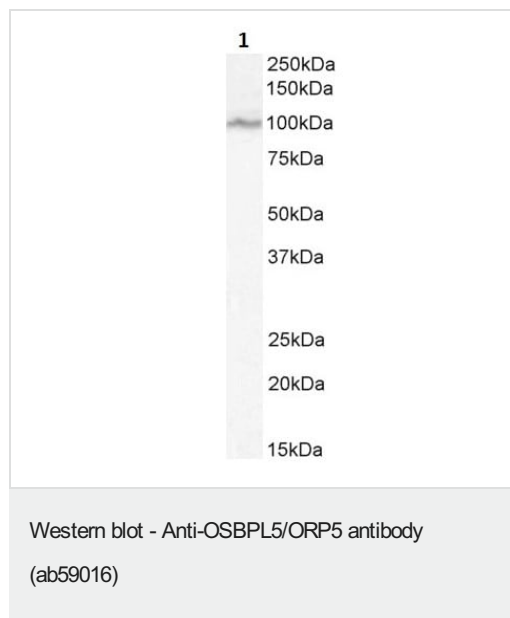 1
250kDa
150kDa
100kDa
75kDa
50kDa
37kDa
25kDa
20kDa
15kDa
Western blot - Anti-OSBPL5/ORP5 antibody
(ab59016)